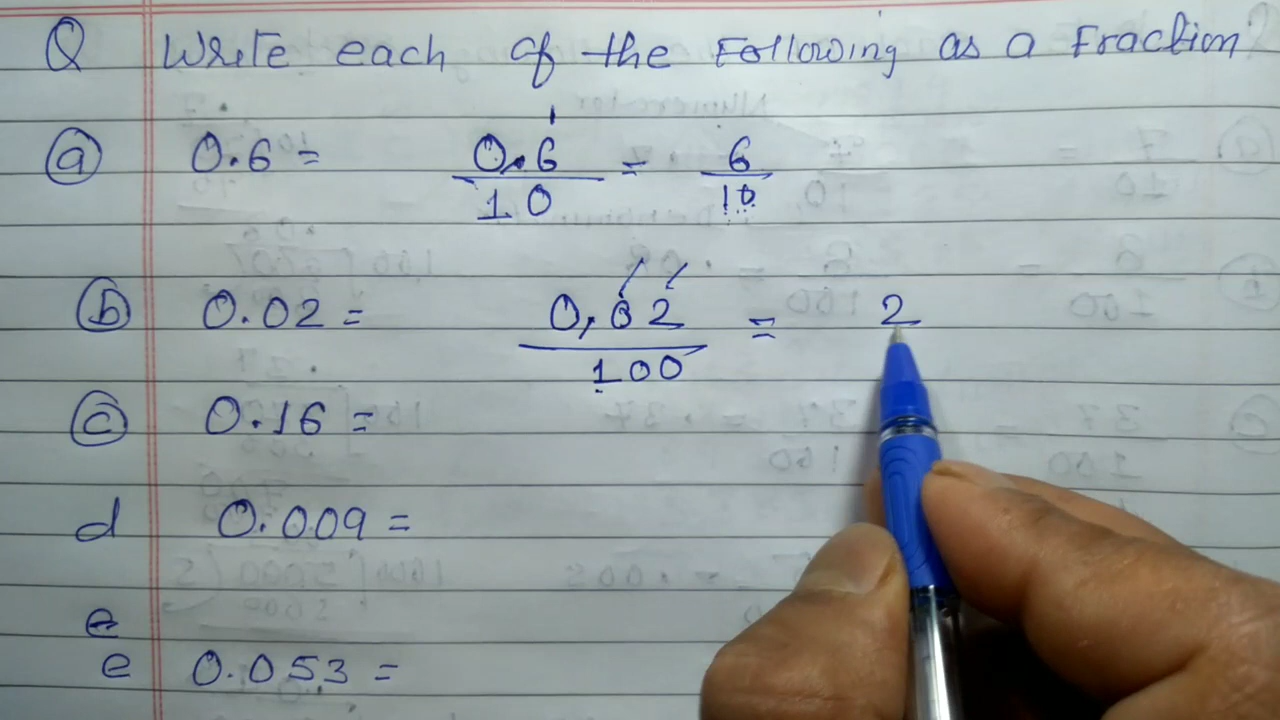 Q Write each of the Following as a Fraction?
a 0.6 = 0.6/10 = 6/10
b 0.02 = 0.02/100 = 2
c 0.16 =
d 0.009 =
e
e 0.053 =